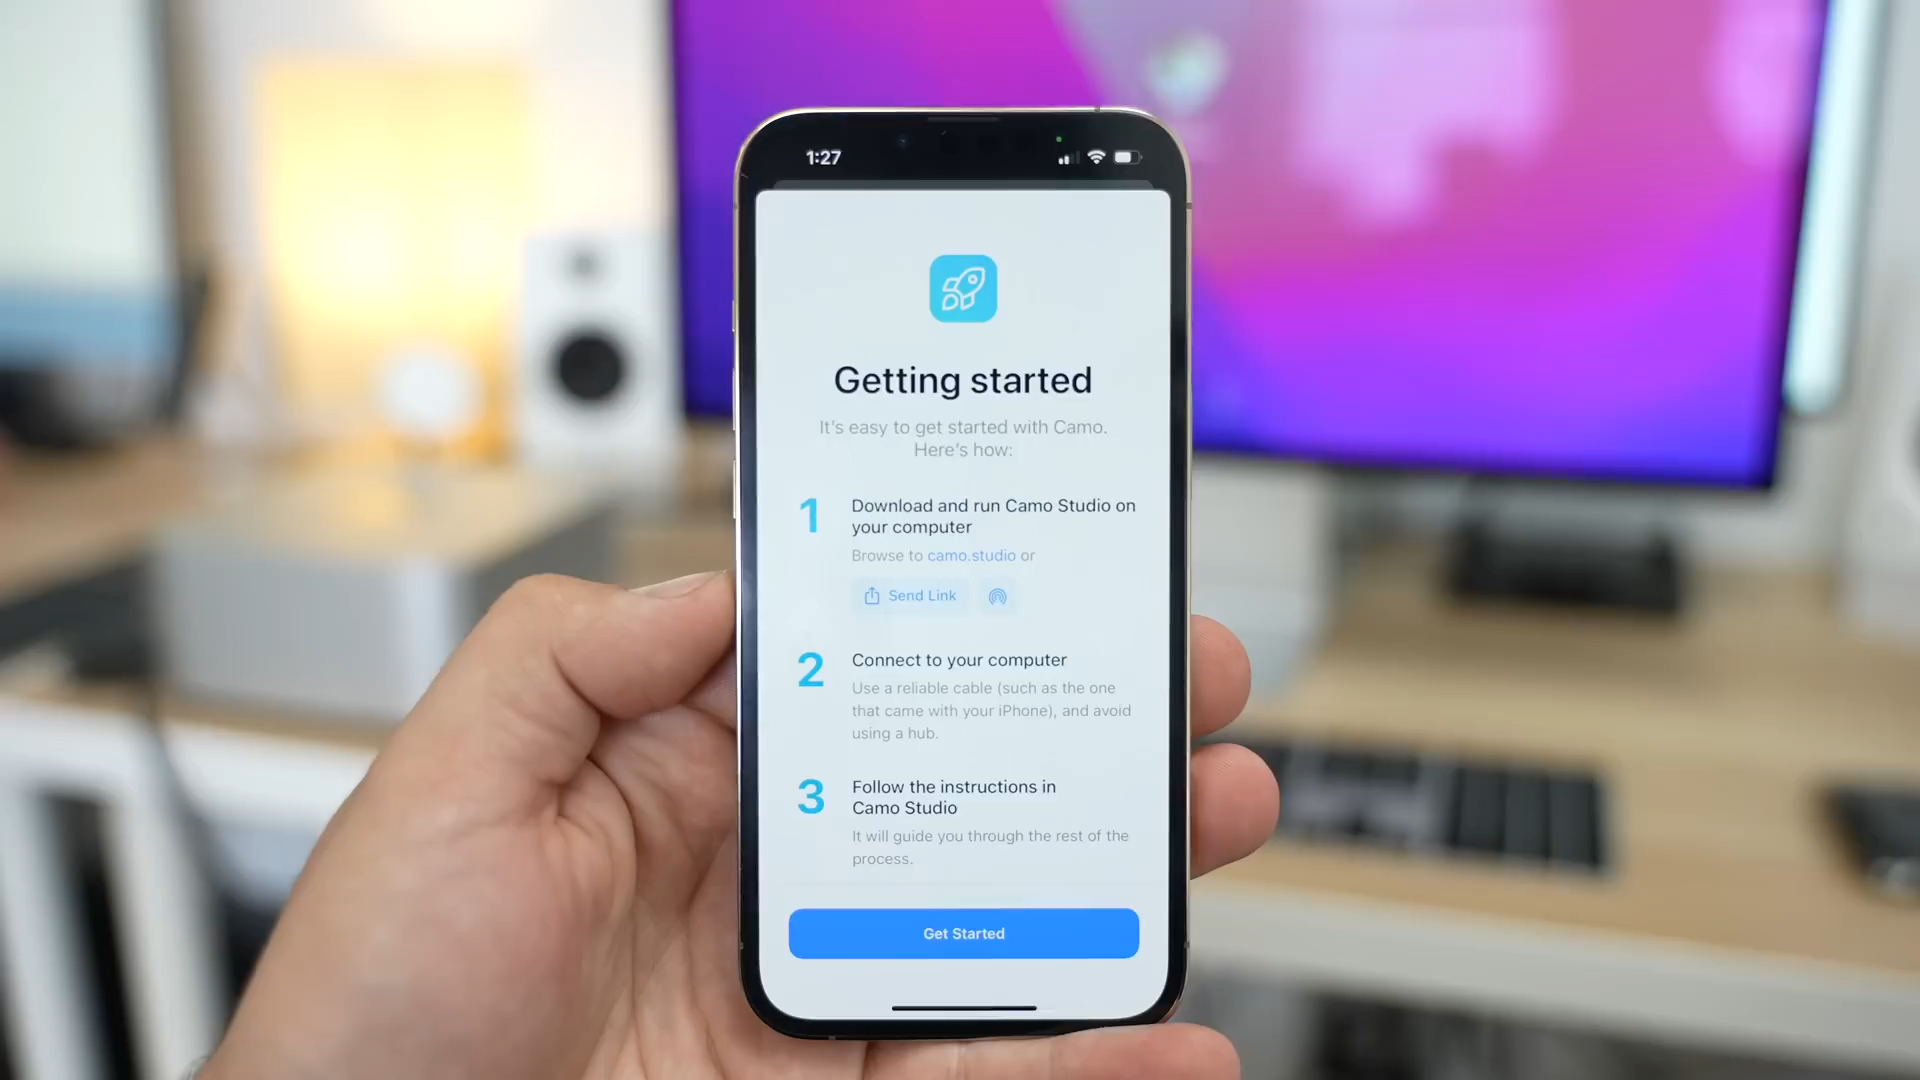 1:27
Getting started
It's easy to get started with Camo.
Here's how:
1
Download and run Camo Studio on
your computer
Browse to camo.studio or
Send Link
2
Connect to your computer
Use a reliable cable (such as the one
that came with your iPhone), and avoid
using a hub.
3
Follow the instructions in
Camo Studio
It will guide you through the rest of the
process.
Get Started